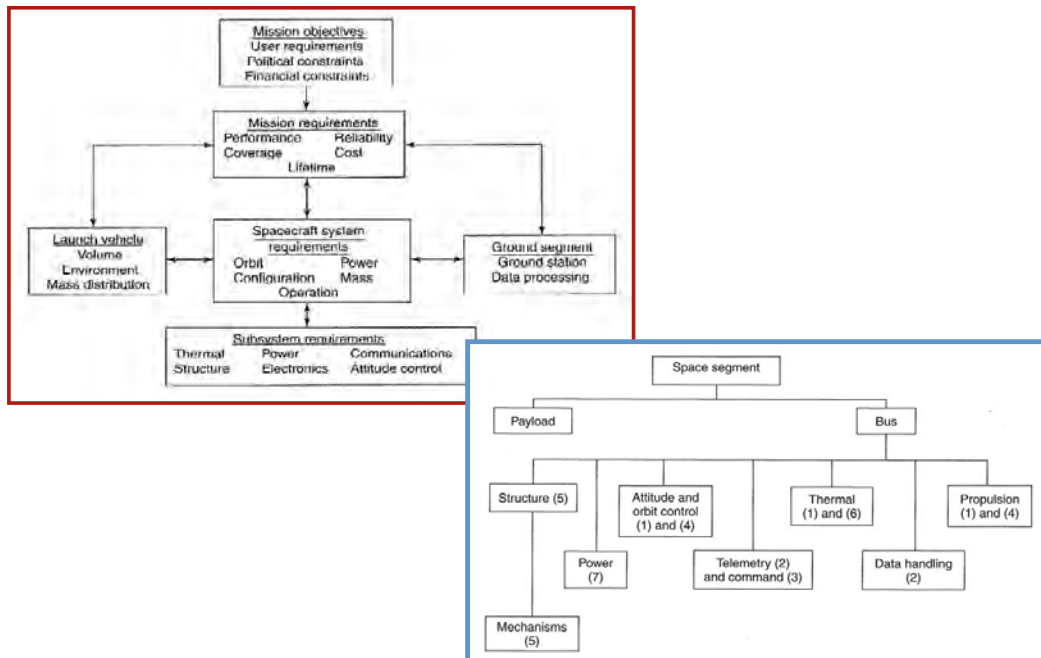 Mission objectives
User requirements
Political constraints
Financial constraints
Mission requirements
Performance Reliability
Coverage Cost
Lifetime
Launch vehicle
Volume
Environment
Mass distribution
Spacecraft system
requirements
Orbit Power
Configuration Mass
Operation
Ground segment
Ground station
Data processing
Subsystem requirements
Thermal Power Communications
Structure Electronics Attitude control
Space segment
Payload
Bus
Structure (5)
Attitude and
orbit control
(1) and (4)
Thermal
(1) and (6)
Propulsion
(1) and (4)
Power
(7)
Telemetry (2)
and command (3)
Data handling
(2)
Mechanisms
(5)